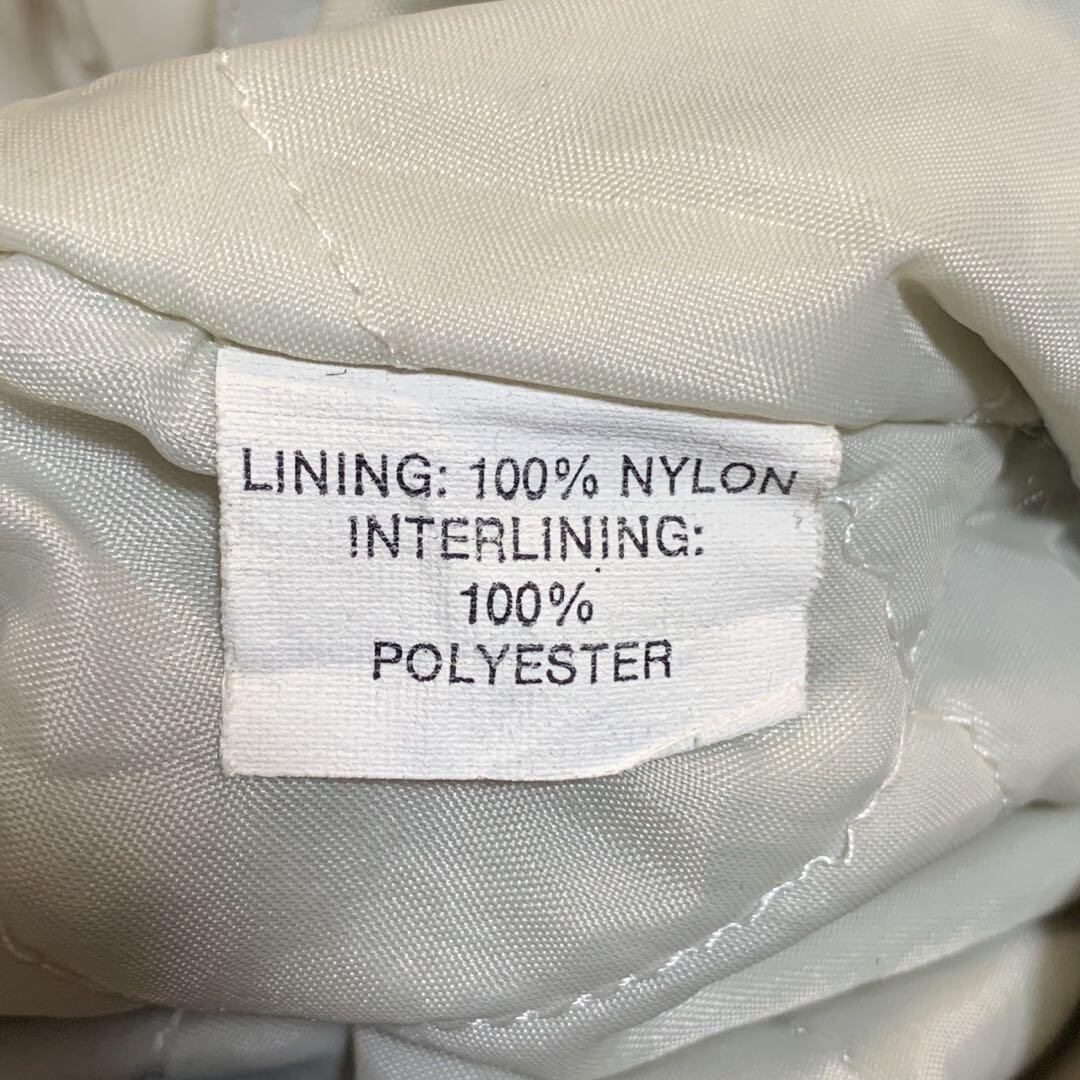 LINING: 100% NYLON
INTERLINING:
100%
POLYESTER